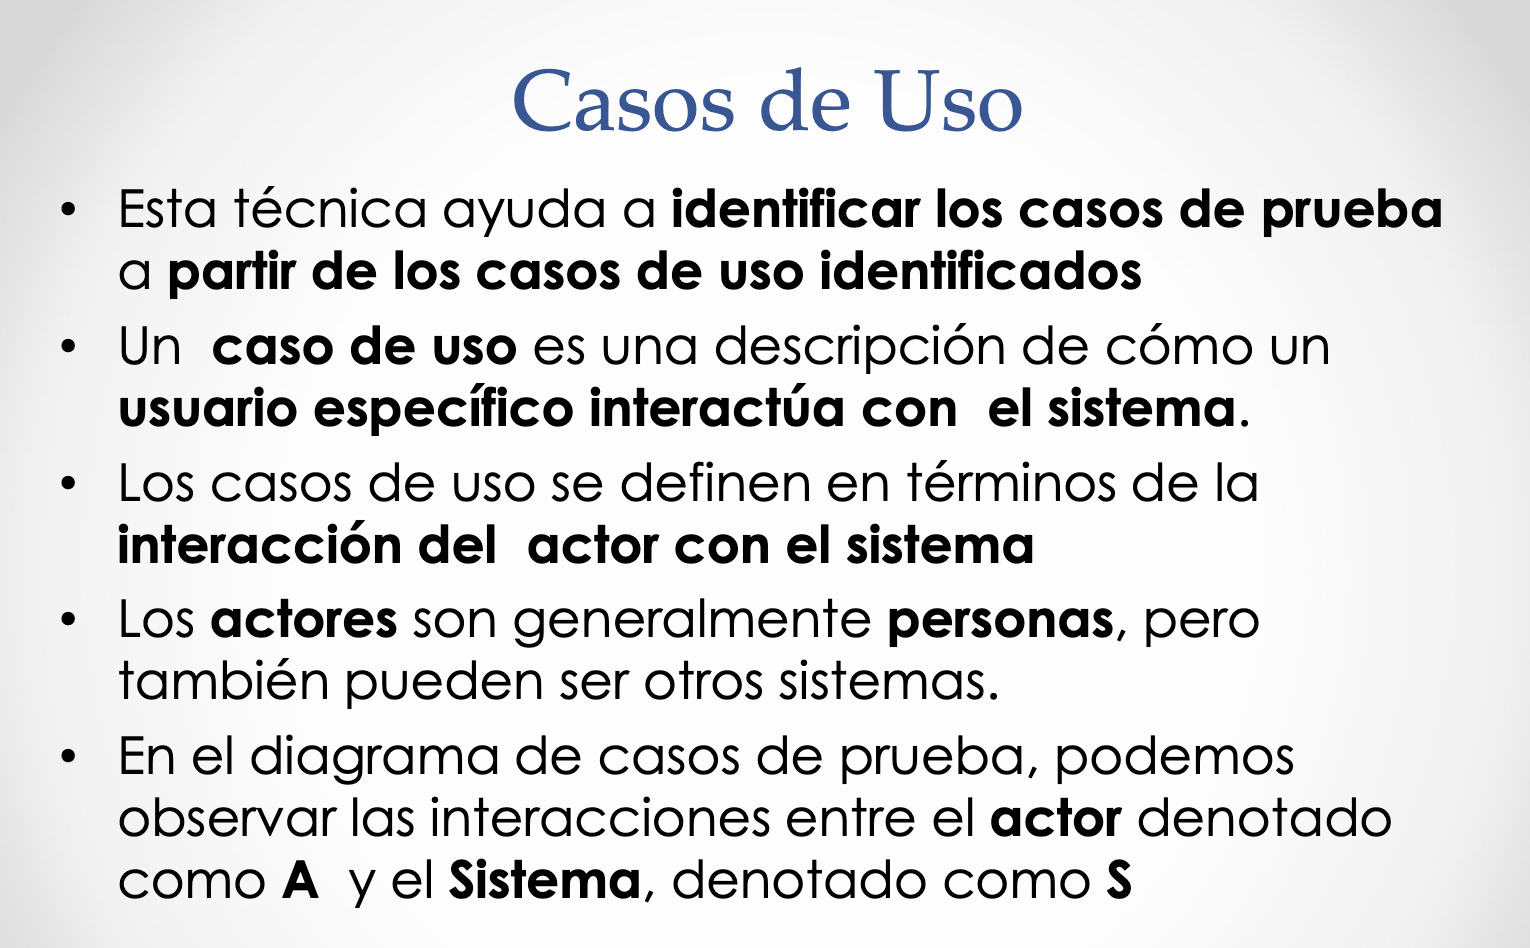 Casos de Uso
• Esta técnica ayuda a identificar los casos de prueba
a partir de los casos de uso identificados
• Un caso de uso es una descripción de cómo un
usuario específico interactúa con el sistema.
• Los casos de uso se definen en términos de la
interacción del actor con el sistema
• Los actores son generalmente personas, pero
también pueden ser otros sistemas.
• En el diagrama de casos de prueba, podemos
observar las interacciones entre el actor denotado
como A y el Sistema, denotado como S